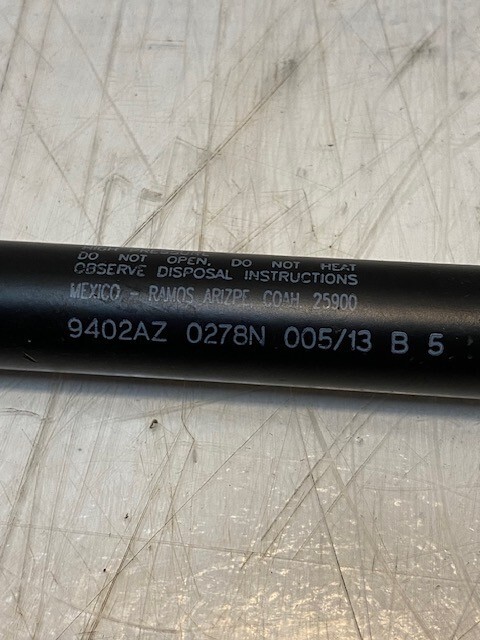 DO NOT OPEN, DO NOT HEAT
OBSERVE DISPOSAL INSTRUCTIONS
MEXICO - RAMOS ARIZPE, COAH 25900
9402AZ 0278N 005/13 B 5